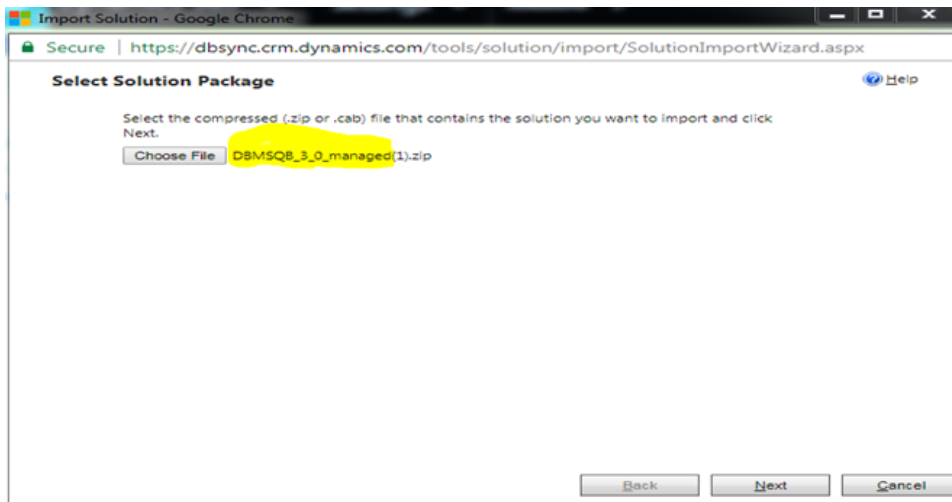 Import Solution - Google Chrome
Secure | https://dbsync.crm.dynamics.com/tools/solution/import/SolutionImportWizard.aspx
Select Solution Package
Help
Select the compressed (.zip or .cab) file that contains the solution you want to import and click
Next.
Choose File DBMSQB_3_0_managed(1).zip
Back Next Cancel